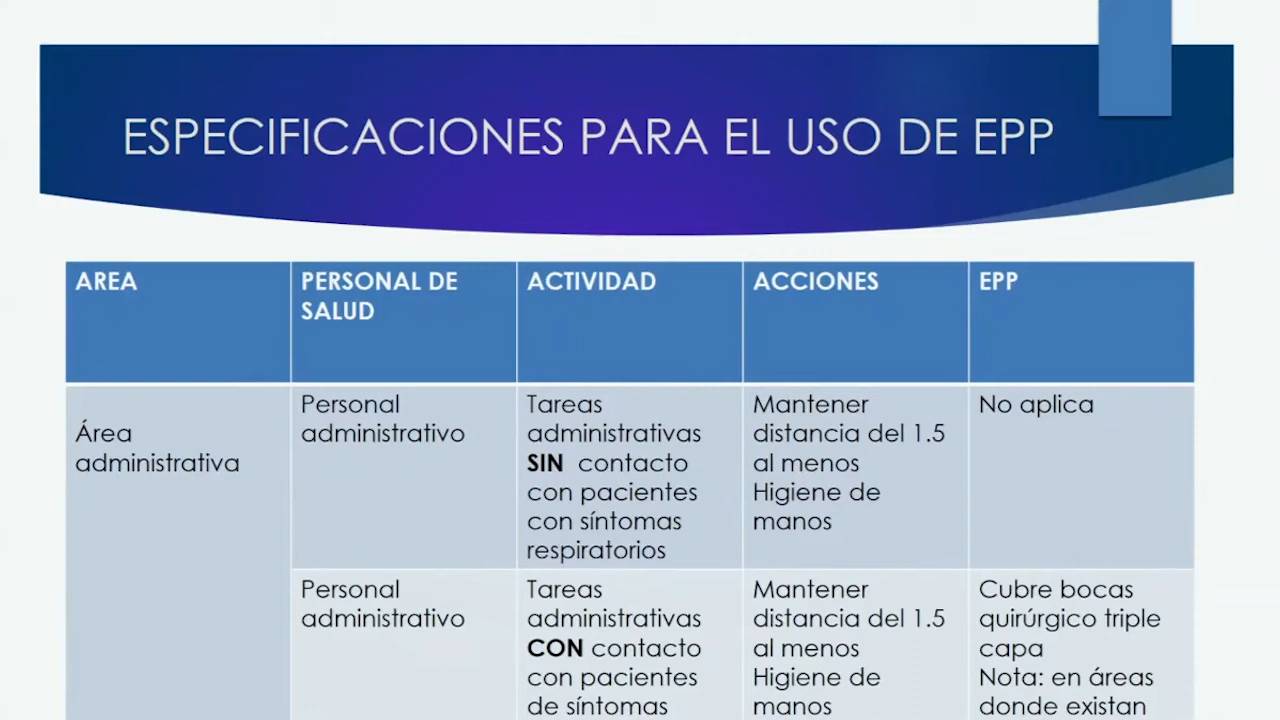 ESPECIFICACIONES PARA EL USO DE EPP
AREA
PERSONAL DE
SALUD
ACTIVIDAD
ACCIONES
EPP
Área
administrativa
Personal
administrativo
Tareas
administrativas
SIN contacto
con pacientes
con síntomas
respiratorios
Mantener
distancia del 1.5
al menos
Higiene de
manos
No aplica
Personal
administrativo
Tareas
administrativas
CON contacto
con pacientes
de síntomas
Mantener
distancia del 1.5
al menos
Higiene de
manos
Cubre bocas
quirúrgico triple
capa
Nota: en áreas
donde existan